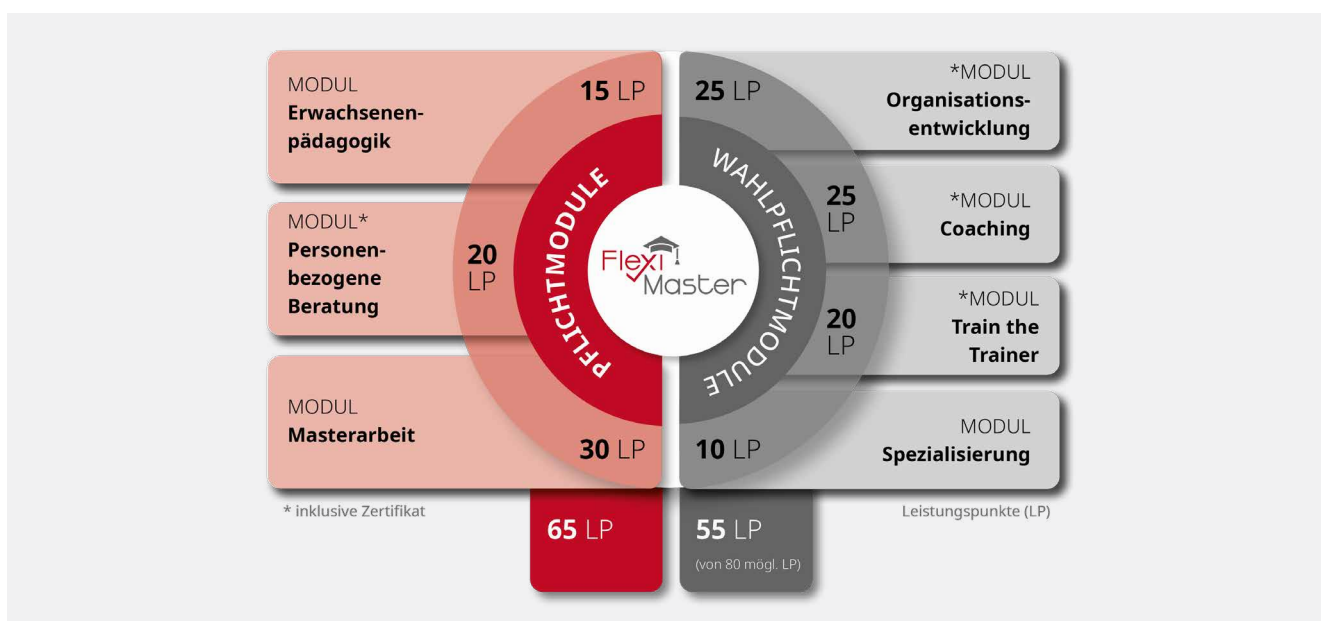 MODUL
Erwachsenen-
pädagogik
15 LP
MODUL*
Personen-
bezogene
Beratung
20
LP
MODUL
Masterarbeit
30 LP
PFLICHTMODULE
Flexi
Master
WAHLPFLICHTMODULE
25 LP
*MODUL
Organisations-
entwicklung
25
LP
*MODUL
Coaching
20
LP
*MODUL
Train the
Trainer
10 LP
MODUL
Spezialisierung
* inklusive Zertifikat
65 LP
55 LP
(von 80 mögl. LP)
Leistungspunkte (LP)